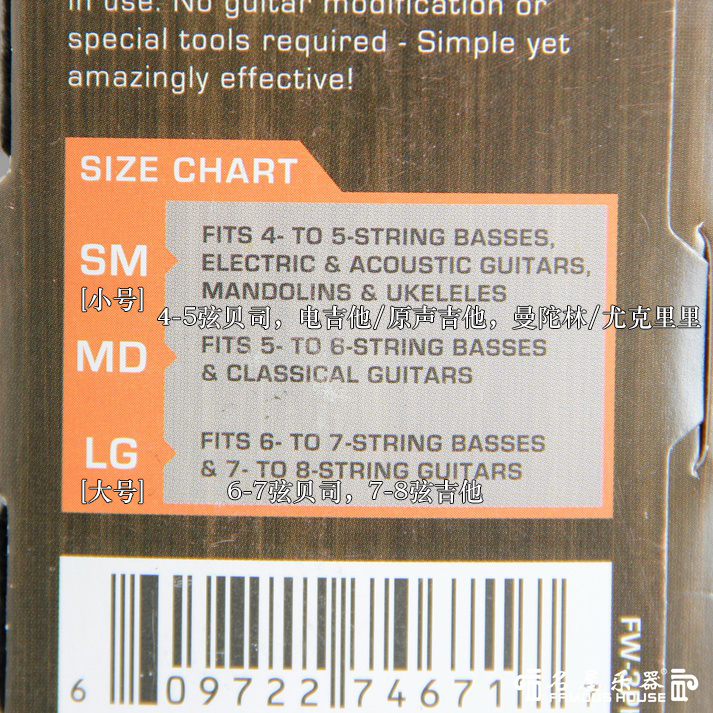 in use. No guitar modification or
special tools required - Simple yet
amazingly effective!
SIZE CHART
SM
[小号]
FITS 4- TO 5-STRING BASSES,
ELECTRIC & ACOUSTIC GUITARS,
MANDOLINS & UKELELES
4-5弦贝司，电吉他/原声吉他，曼陀林/尤克里里
MD
FITS 5- TO 6-STRING BASSES
& CLASSICAL GUITARS
LG
[大号]
FITS 6- TO 7-STRING BASSES
& 7- TO 8-STRING GUITARS
6-7弦贝司，7-8弦吉他
6 09722 74671